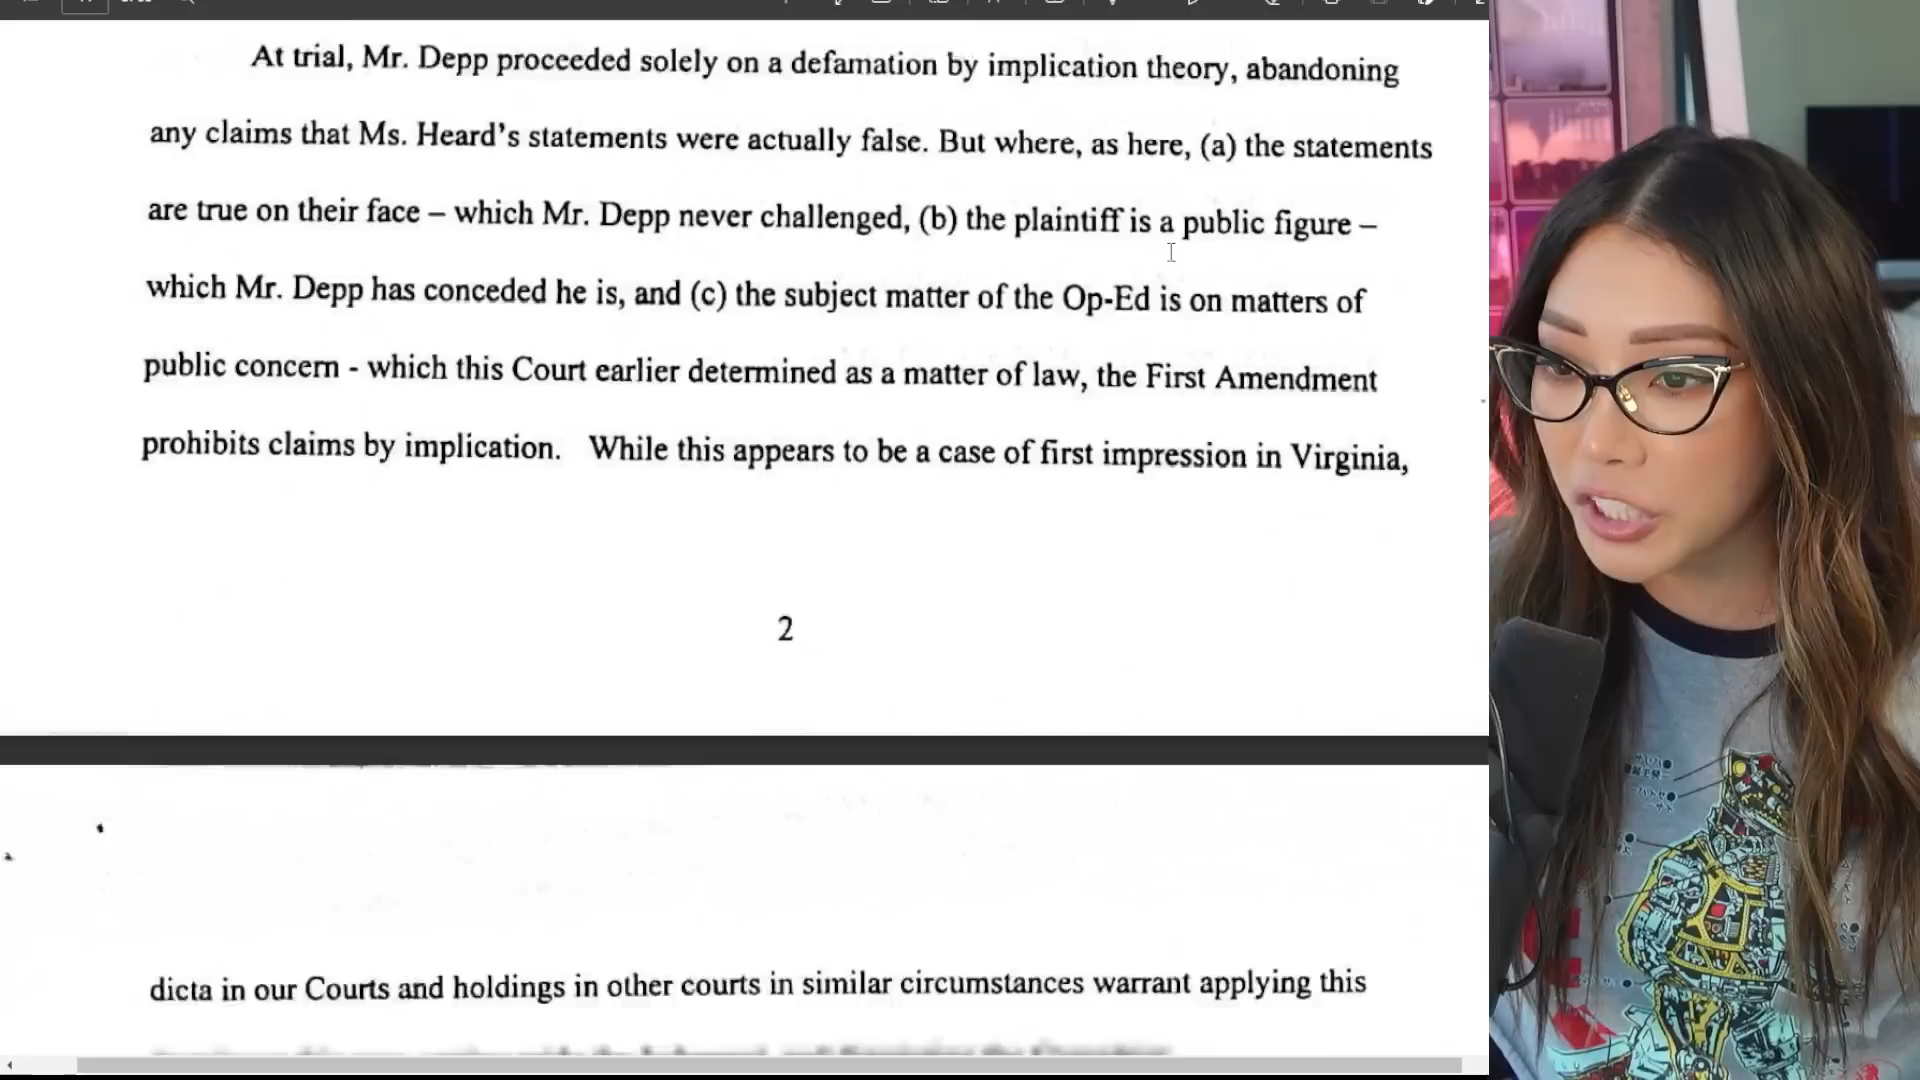 At trial, Mr. Depp proceeded solely on a defamation by implication theory, abandoning
any claims that Ms. Heard's statements were actually false. But where, as here, (a) the statements
are true on their face – which Mr. Depp never challenged, (b) the plaintiff is a public figure –
which Mr. Depp has conceded he is, and (c) the subject matter of the Op-Ed is on matters of
public concern - which this Court earlier determined as a matter of law, the First Amendment
prohibits claims by implication. While this appears to be a case of first impression in Virginia,
2
dicta in our Courts and holdings in other courts in similar circumstances warrant applying this